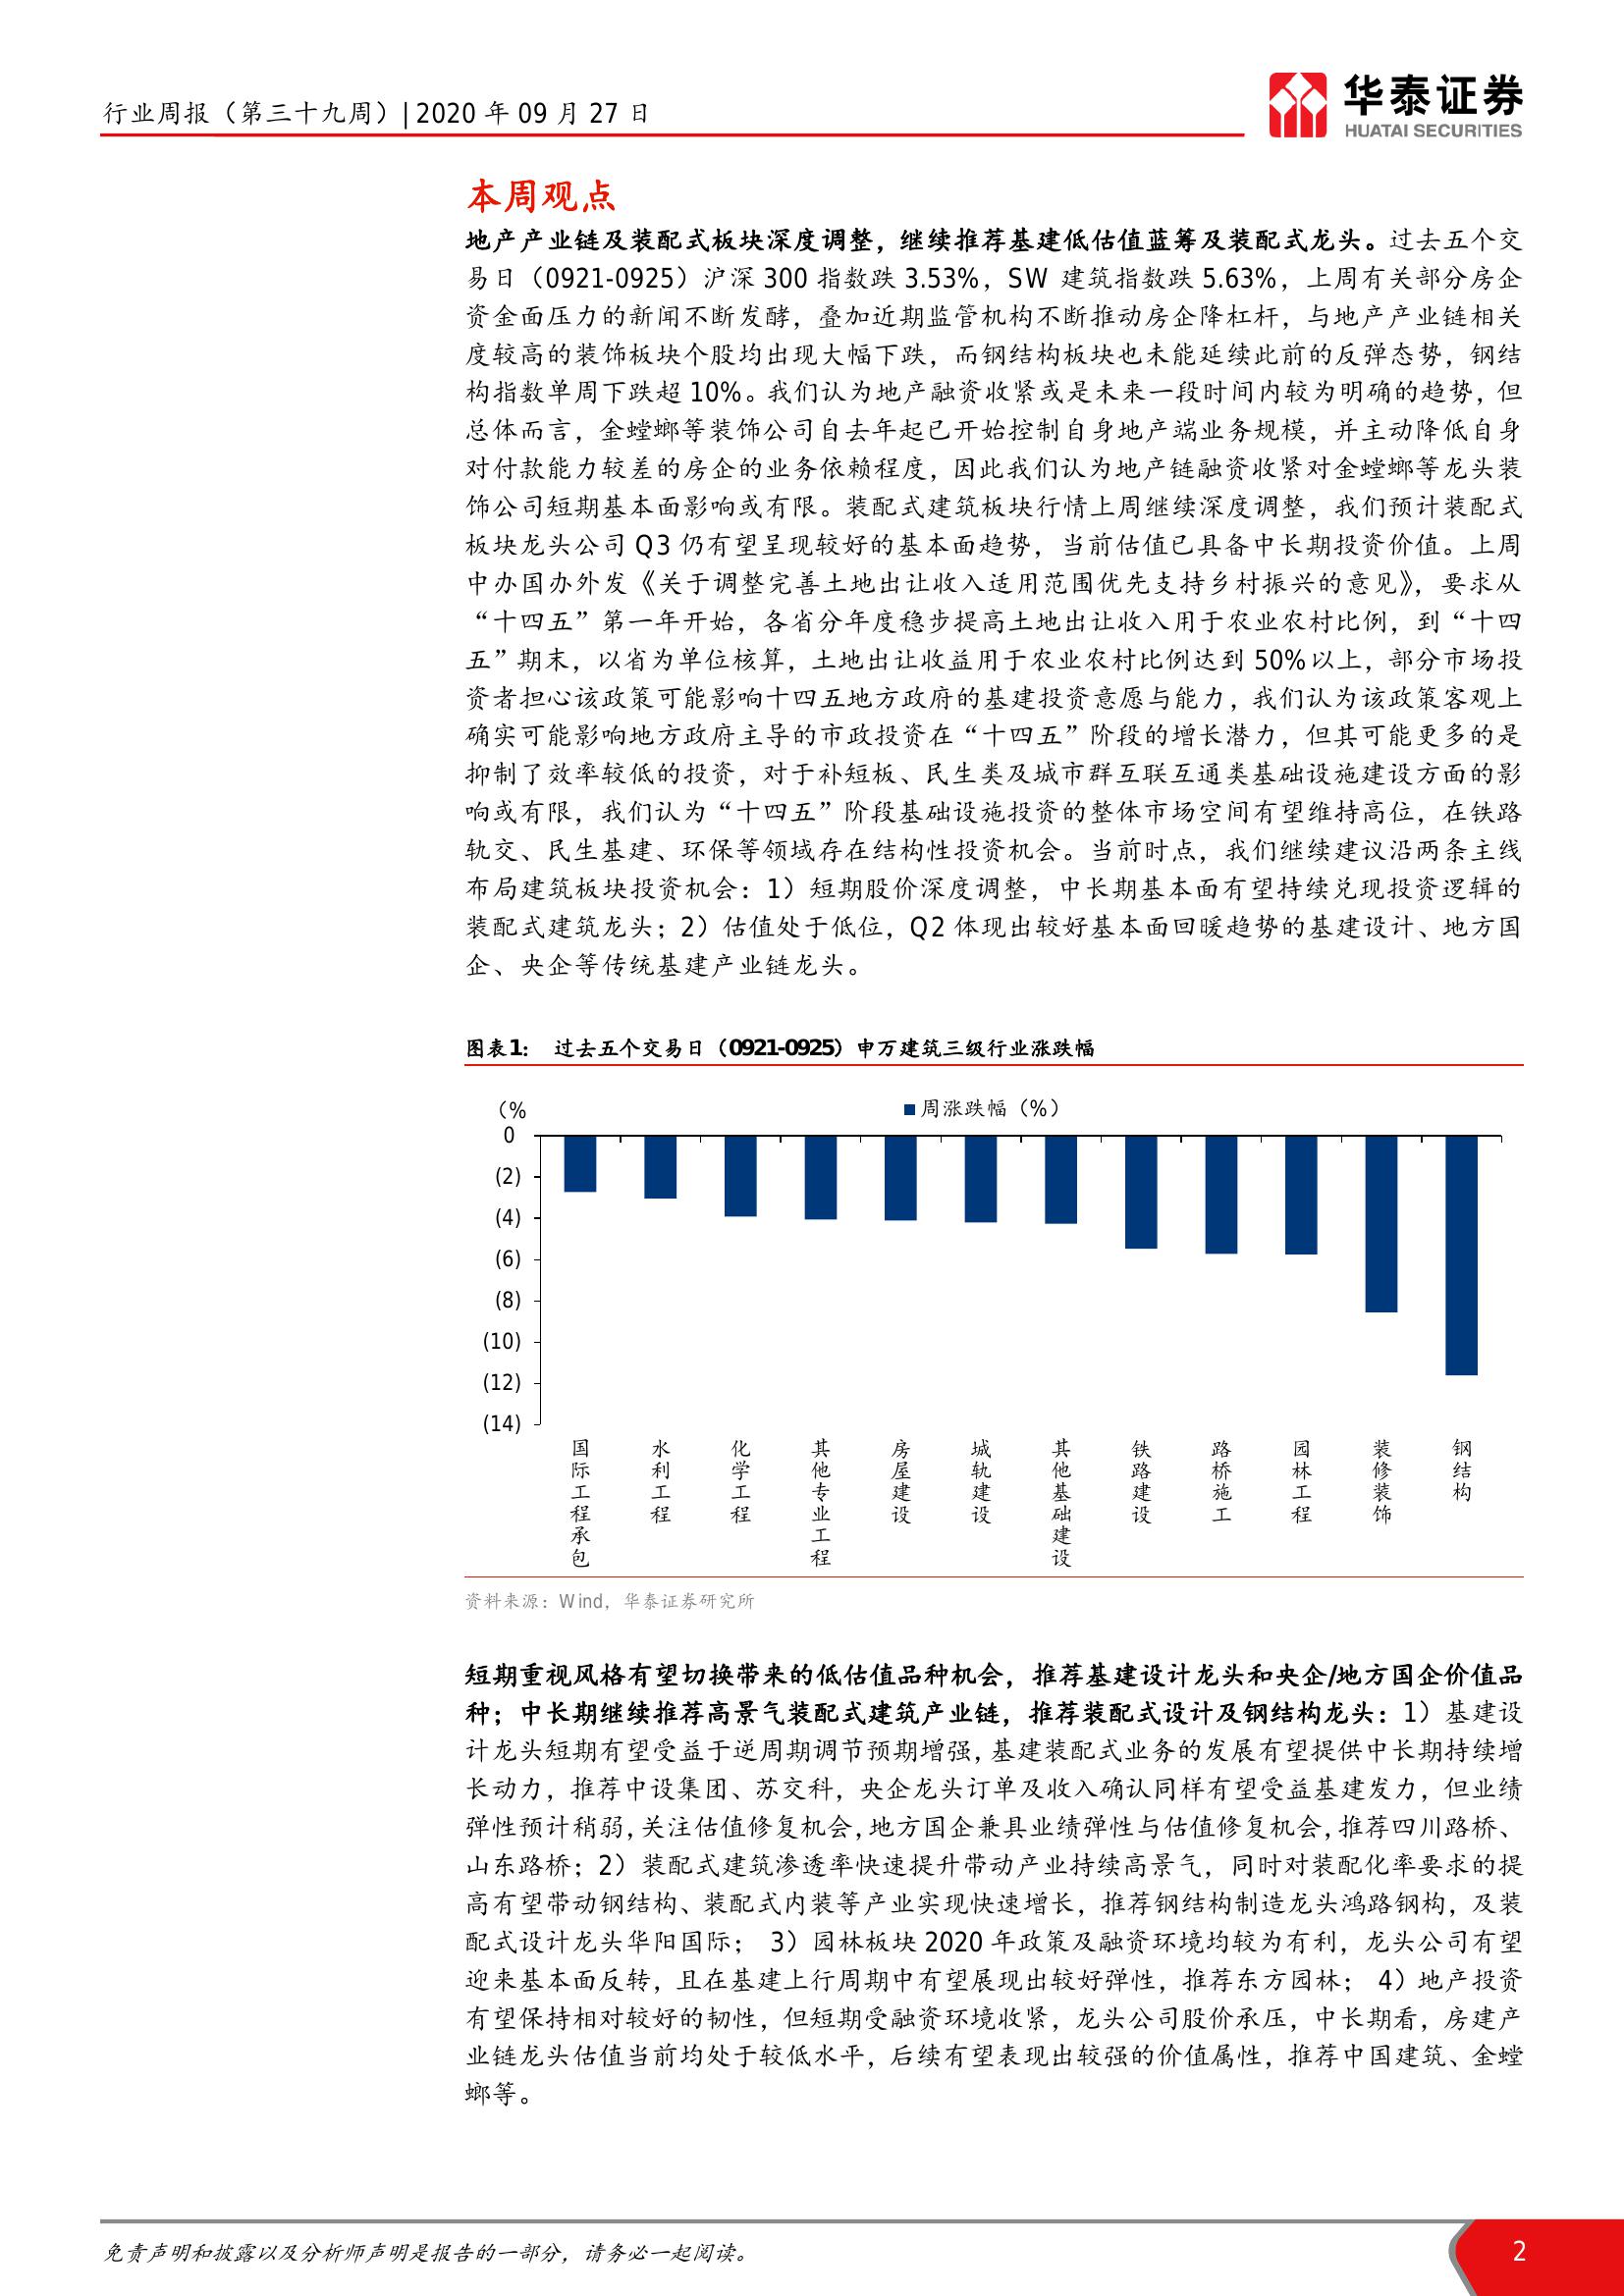 行业周报（第三十九周）| 2020 年 09 月 27 日
华泰证券
HUATAI SECURITIES
本周观点
地产产业链及装配式板块深度调整，继续推荐基建低估值蓝筹及装配式龙头。过去五个交
易日（0921-0925）沪深 300 指数跌 3.53%，SW 建筑指数跌 5.63%，上周有关部分房企
资金面压力的新闻不断发酵，叠加近期监管机构不断推动房企降杠杆，与地产产业链相关
度较高的装饰板块个股均出现大幅下跌，而钢结构板块也未能延续此前的反弹态势，钢结
构指数单周下跌超 10%。我们认为地产融资收紧或是未来一段时间内较为明确的趋势，但
总体而言，金螳螂等装饰公司自去年起已开始控制自身地产端业务规模，并主动降低自身
对付款能力较差的房企的业务依赖程度，因此我们认为地产链融资收紧对金螳螂等龙头装
饰公司短期基本面影响或有限。装配式建筑板块行情上周继续深度调整，我们预计装配式
板块龙头公司 Q3 仍有望呈现较好的基本面趋势，当前估值已具备中长期投资价值。上周
中办国办外发《关于调整完善土地出让收入适用范围优先支持乡村振兴的意见》，要求从
“十四五”第一年开始，各省分年度稳步提高土地出让收入用于农业农村比例，到“十四
五”期末，以省为单位核算，土地出让收益用于农业农村比例达到 50%以上，部分市场投
资者担心该政策可能影响十四五地方政府的基建投资意愿与能力，我们认为该政策客观上
确实可能影响地方政府主导的市政投资在“十四五”阶段的增长潜力，但其可能更多的是
抑制了效率较低的投资，对于补短板、民生类及城市群互联互通类基础设施建设方面的影
响或有限，我们认为“十四五”阶段基础设施投资的整体市场空间有望维持高位，在铁路
轨交、民生基建、环保等领域存在结构性投资机会。当前时点，我们继续建议沿两条主线
布局建筑板块投资机会：1）短期股价深度调整，中长期基本面有望持续兑现投资逻辑的
装配式建筑龙头；2）估值处于低位，Q2 体现出较好基本面回暖趋势的基建设计、地方国
企、央企等传统基建产业链龙头。
图表1： 过去五个交易日（0921-0925）申万建筑三级行业涨跌幅
（%
周涨跌幅（%）
0
(2)
(4)
(6)
(8)
(10)
(12)
(14)
国际工程承包
水利工程
化学工程
其他专业工程
房屋建设
城轨建设
其他基础建设
铁路建设
路桥施工
园林工程
装修装饰
钢结构
资料来源：Wind，华泰证券研究所
短期重视风格有望切换带来的低估值品种机会，推荐基建设计龙头和央企/地方国企价值品
种；中长期继续推荐高景气装配式建筑产业链，推荐装配式设计及钢结构龙头：1）基建设
计龙头短期有望受益于逆周期调节预期增强，基建装配式业务的发展有望提供中长期持续增
长动力，推荐中设集团、苏交科，央企龙头订单及收入确认同样有望受益基建发力，但业绩
弹性预计稍弱，关注估值修复机会，地方国企兼具业绩弹性与估值修复机会，推荐四川路桥、
山东路桥；2）装配式建筑渗透率快速提升带动产业持续高景气，同时对装配化率要求的提
高有望带动钢结构、装配式内装等产业实现快速增长，推荐钢结构制造龙头鸿路钢构，及装
配式设计龙头华阳国际； 3）园林板块 2020 年政策及融资环境均较为有利，龙头公司有望
迎来基本面反转，且在基建上行周期中有望展现出较好弹性，推荐东方园林； 4）地产投资
有望保持相对较好的韧性，但短期受融资环境收紧，龙头公司股价承压，中长期看，房建产
业链龙头估值当前均处于较低水平，后续有望表现出较强的价值属性，推荐中国建筑、金螳
螂等。
免责声明和披露以及分析师声明是报告的一部分，请务必一起阅读。
2